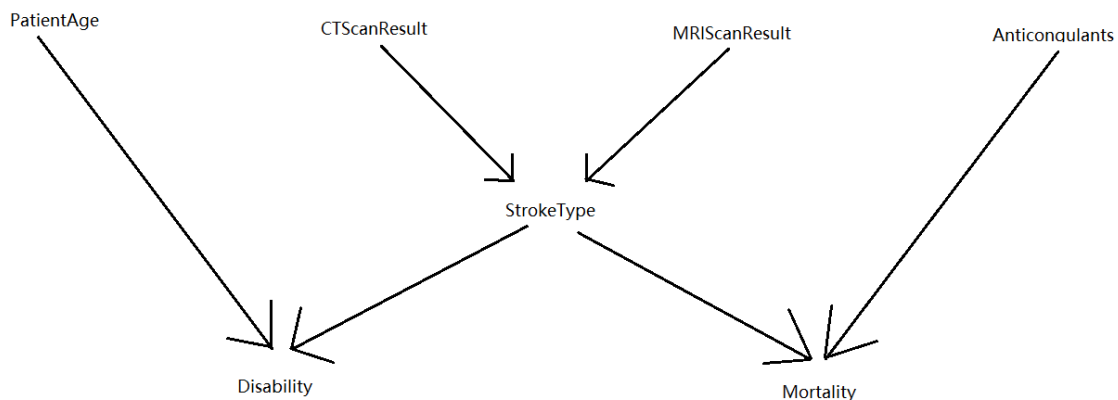 PatientAge
CTScanResult
MRIScanResult
Anticonqulants
StrokeType
Disability
Mortality